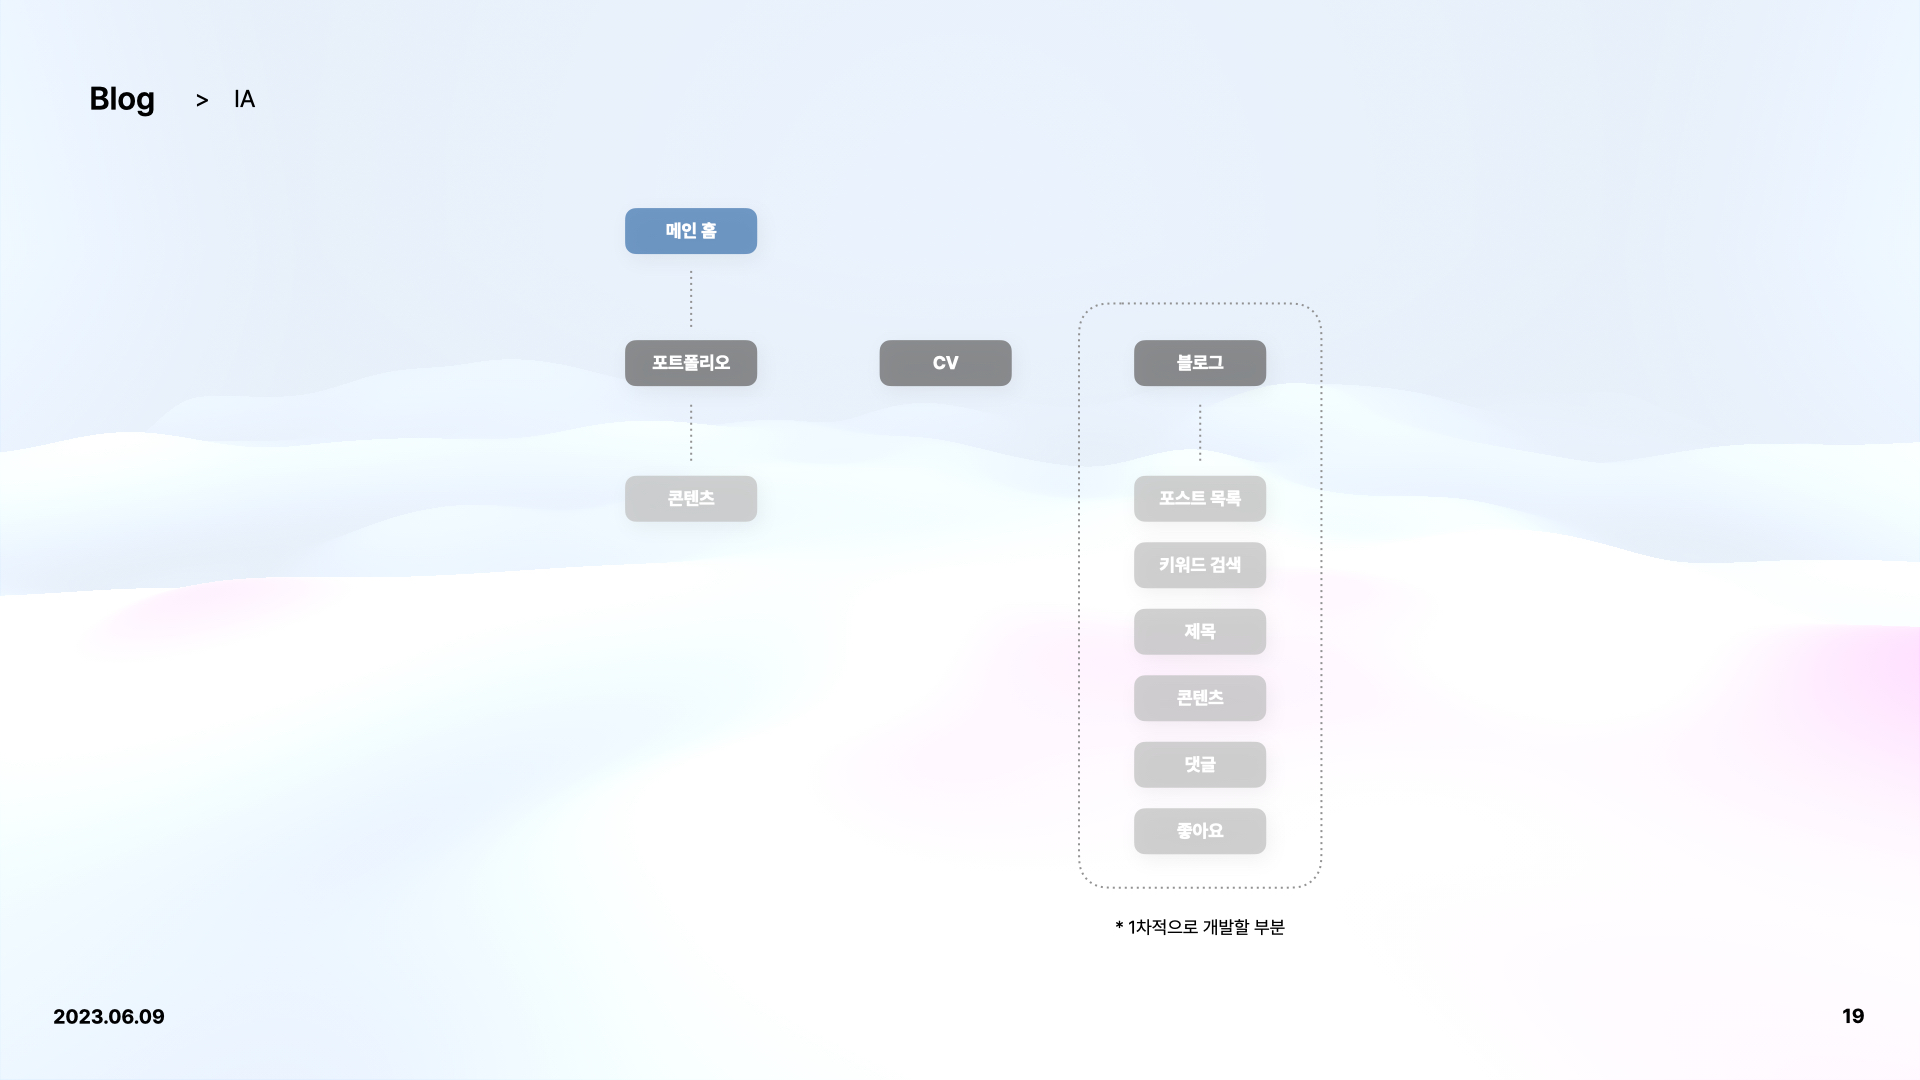 Blog > IA
메인 홈
포트폴리오
CV
블로그
콘텐츠
포스트 목록
키워드 검색
제목
콘텐츠
댓글
좋아요
* 1차적으로 개발할 부분
2023.06.09
19